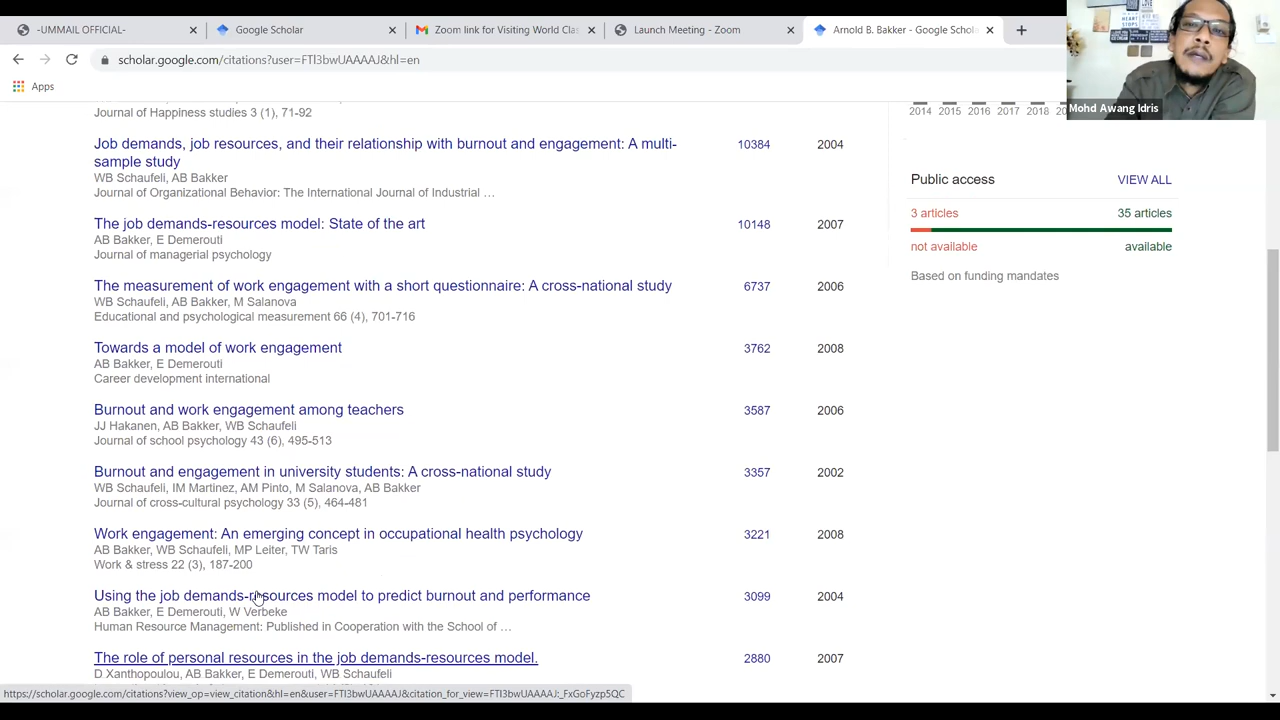 -UMMAIL OFFICIAL-
Google Scholar
Zoom link for Visiting World Clas
Launch Meeting - Zoom
Arnold B. Bakker - Google Schol
scholar.google.com/citations?user=FTI3bwUAAAAJ&hl=en
Apps
Mohd Awang Idris
Journal of Happiness studies 3 (1), 71-92
2014 2015 2016 2017 2018
Job demands, job resources, and their relationship with burnout and engagement: A multi-
sample study
10384 2004
WB Schaufeli, AB Bakker
Journal of Organizational Behavior: The International Journal of Industrial …
The job demands-resources model: State of the art 10148 2007
AB Bakker, E Demerouti
Journal of managerial psychology
The measurement of work engagement with a short questionnaire: A cross-national study 6737 2006
WB Schaufeli, AB Bakker, M Salanova
Educational and psychological measurement 66 (4), 701-716
Towards a model of work engagement 3762 2008
AB Bakker, E Demerouti
Career development international
Burnout and work engagement among teachers 3587 2006
JJ Hakanen, AB Bakker, WB Schaufeli
Journal of school psychology 43 (6), 495-513
Burnout and engagement in university students: A cross-national study 3357 2002
WB Schaufeli, IM Martinez, AM Pinto, M Salanova, AB Bakker
Journal of cross-cultural psychology 33 (5), 464-481
Work engagement: An emerging concept in occupational health psychology 3221 2008
AB Bakker, WB Schaufeli, MP Leiter, TW Taris
Work & stress 22 (3), 187-200
Using the job demands-resources model to predict burnout and performance 3099 2004
AB Bakker, E Demerouti, W Verbeke
Human Resource Management: Published in Cooperation with the School of …
The role of personal resources in the job demands-resources model. 2880 2007
D Xanthopoulou, AB Bakker, E Demerouti, WB Schaufeli
Public access VIEW ALL
3 articles 35 articles
not available available
Based on funding mandates
https://scholar.google.com/citations?view_op=view_citation&hl=en&user=FTI3bwUAAAAJ&citation_for_view=FTI3bwUAAAAJ:_FxGoFyzp5QC